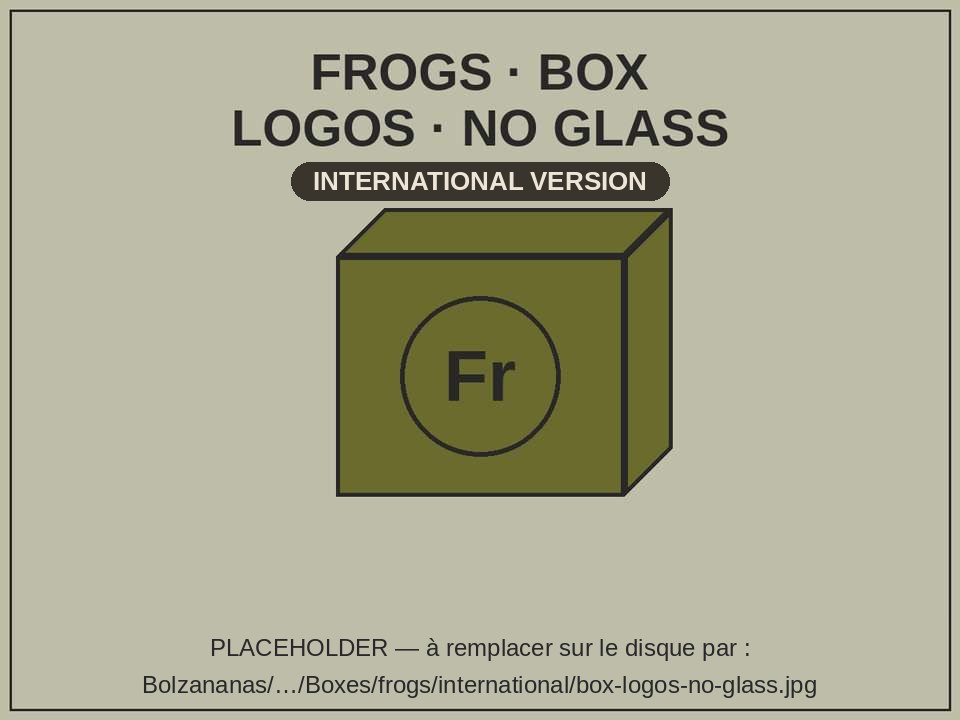 FROGS · BOX
LOGOS · NO GLASS
INTERNATIONAL VERSION
Fr
PLACEHOLDER — à remplacer sur le disque par :
Bolzananas/…/Boxes/frogs/international/box-logos-no-glass.jpg